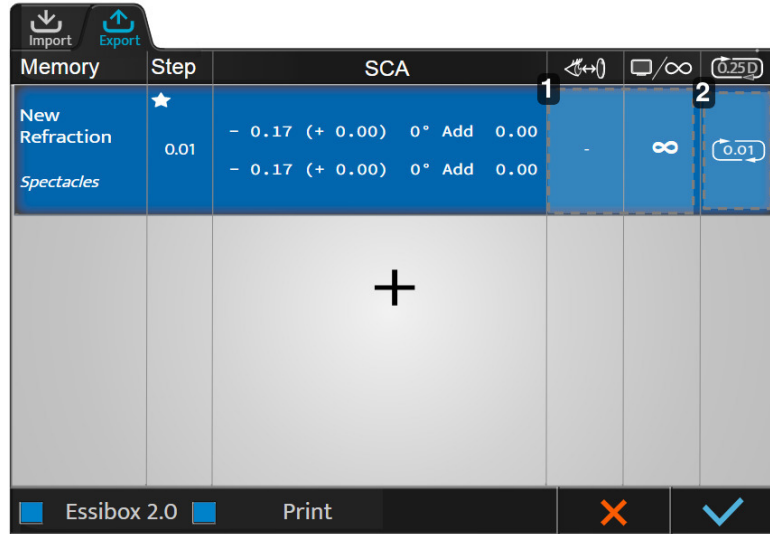 Import Export
Memory Step SCA 0.25D
1 2
New
Refraction
Spectacles
0.01
- 0.17 (+ 0.00) 0° Add 0.00
- 0.17 (+ 0.00) 0° Add 0.00
- ∞ 0.01
+
Essibox 2.0 Print